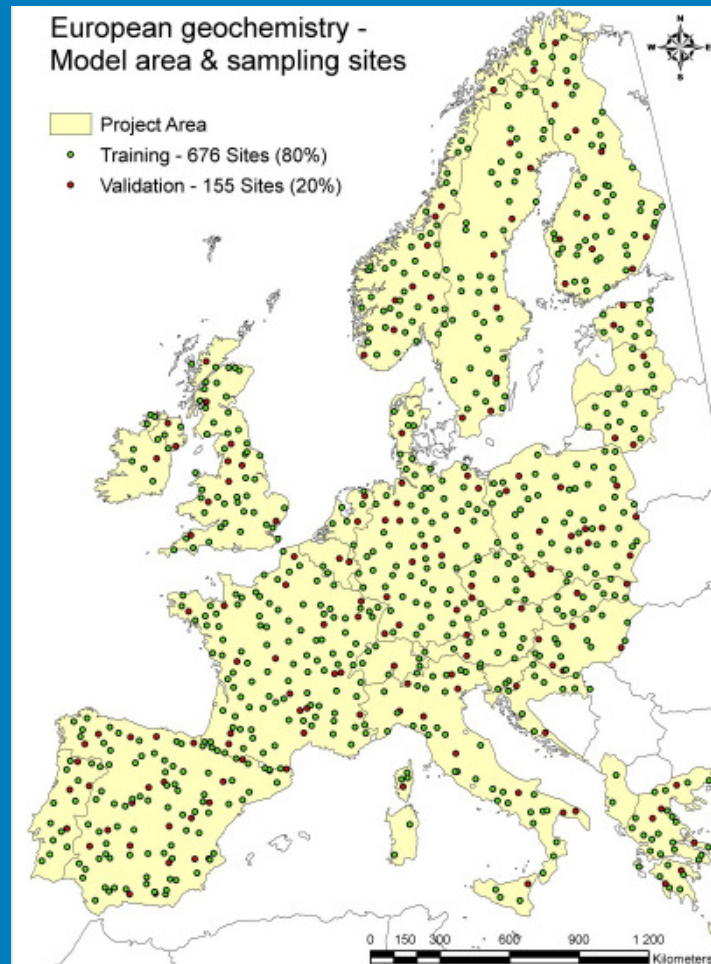 European geochemistry -
Model area & sampling sites
N
W E
S
Project Area
Training - 676 Sites (80%)
Validation - 155 Sites (20%)
0 150 300 600 900 1 200
Kilometers